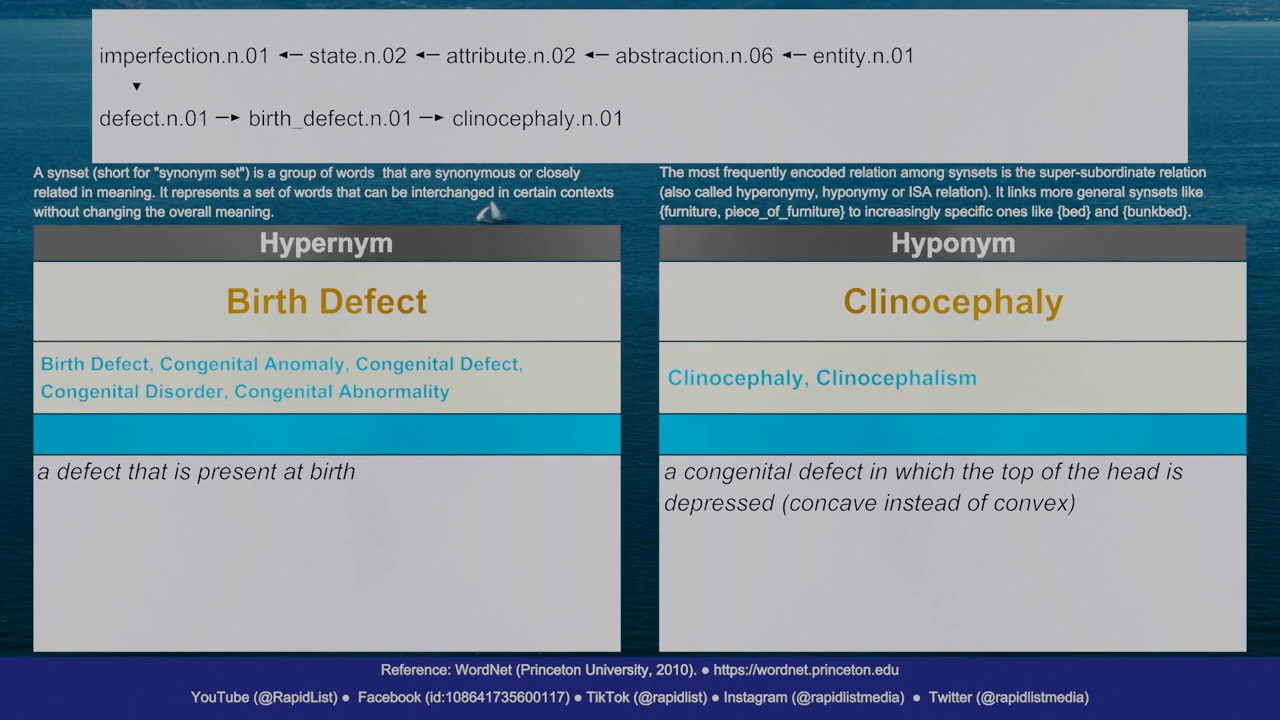 imperfection.n.01 ◄─ state.n.02 ◄─ attribute.n.02 ◄─ abstraction.n.06 ◄─ entity.n.01
▼
defect.n.01 ─► birth_defect.n.01 ─► clinocephaly.n.01
A synset (short for "synonym set") is a group of words that are synonymous or closely
related in meaning. It represents a set of words that can be interchanged in certain contexts
without changing the overall meaning.
The most frequently encoded relation among synsets is the super-subordinate relation
(also called hyperonymy, hyponymy or ISA relation). It links more general synsets like
{furniture, piece_of_furniture} to increasingly specific ones like {bed} and {bunkbed}.
Hypernym
Birth Defect
Birth Defect, Congenital Anomaly, Congenital Defect,
Congenital Disorder, Congenital Abnormality
a defect that is present at birth
Hyponym
Clinocephaly
Clinocephaly, Clinocephalism
a congenital defect in which the top of the head is
depressed (concave instead of convex)
Reference: WordNet (Princeton University, 2010). ● https://wordnet.princeton.edu
YouTube (@RapidList) ● Facebook (id:108641735600117) ● TikTok (@rapidlist) ● Instagram (@rapidlistmedia) ● Twitter (@rapidlistmedia)